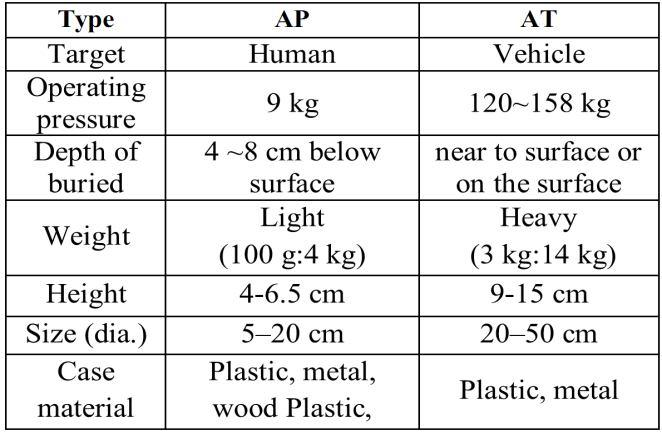 Type AP AT
Target Human Vehicle
Operating pressure 9 kg 120~158 kg
Depth of buried 4 ~8 cm below surface near to surface or on the surface
Weight Light (100 g:4 kg) Heavy (3 kg:14 kg)
Height 4-6.5 cm 9-15 cm
Size (dia.) 5–20 cm 20–50 cm
Case material Plastic, metal, wood Plastic, Plastic, metal